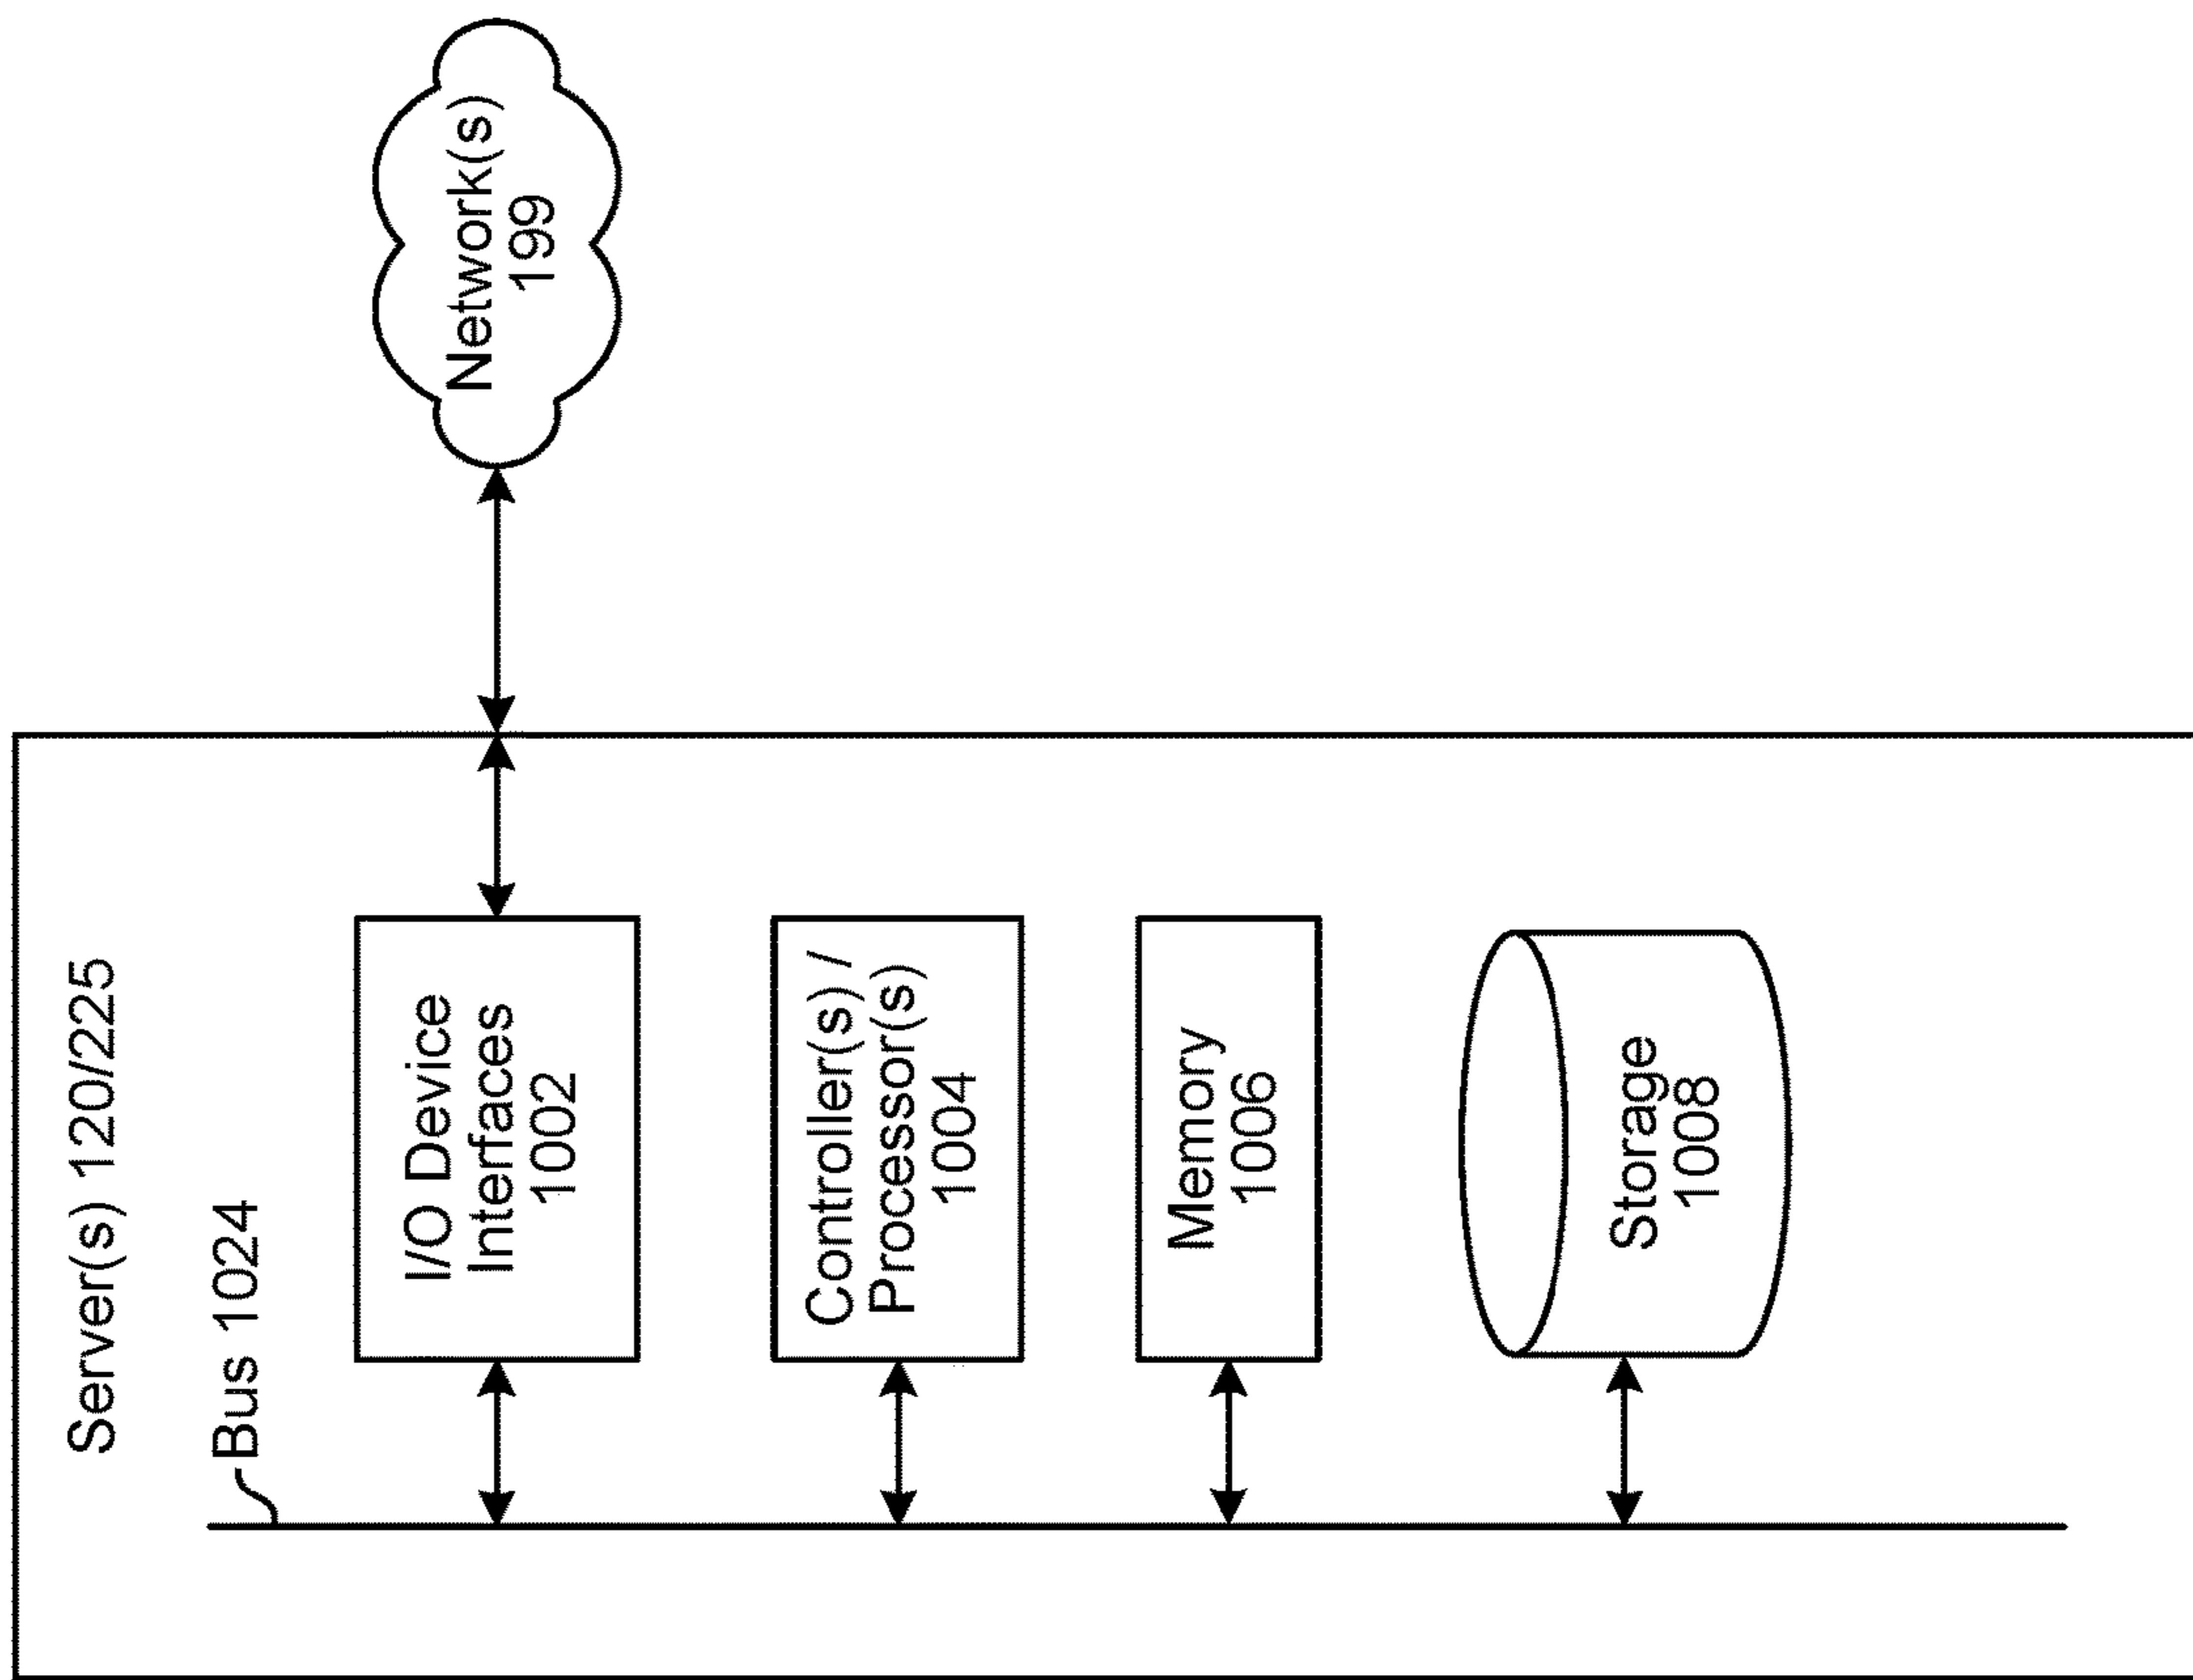 Server(s) 120/225
Bus 1024
I/O Device
Interfaces
1002
Network(s)
199
Controller(s) /
Processor(s)
1004
Memory
1006
Storage
1008